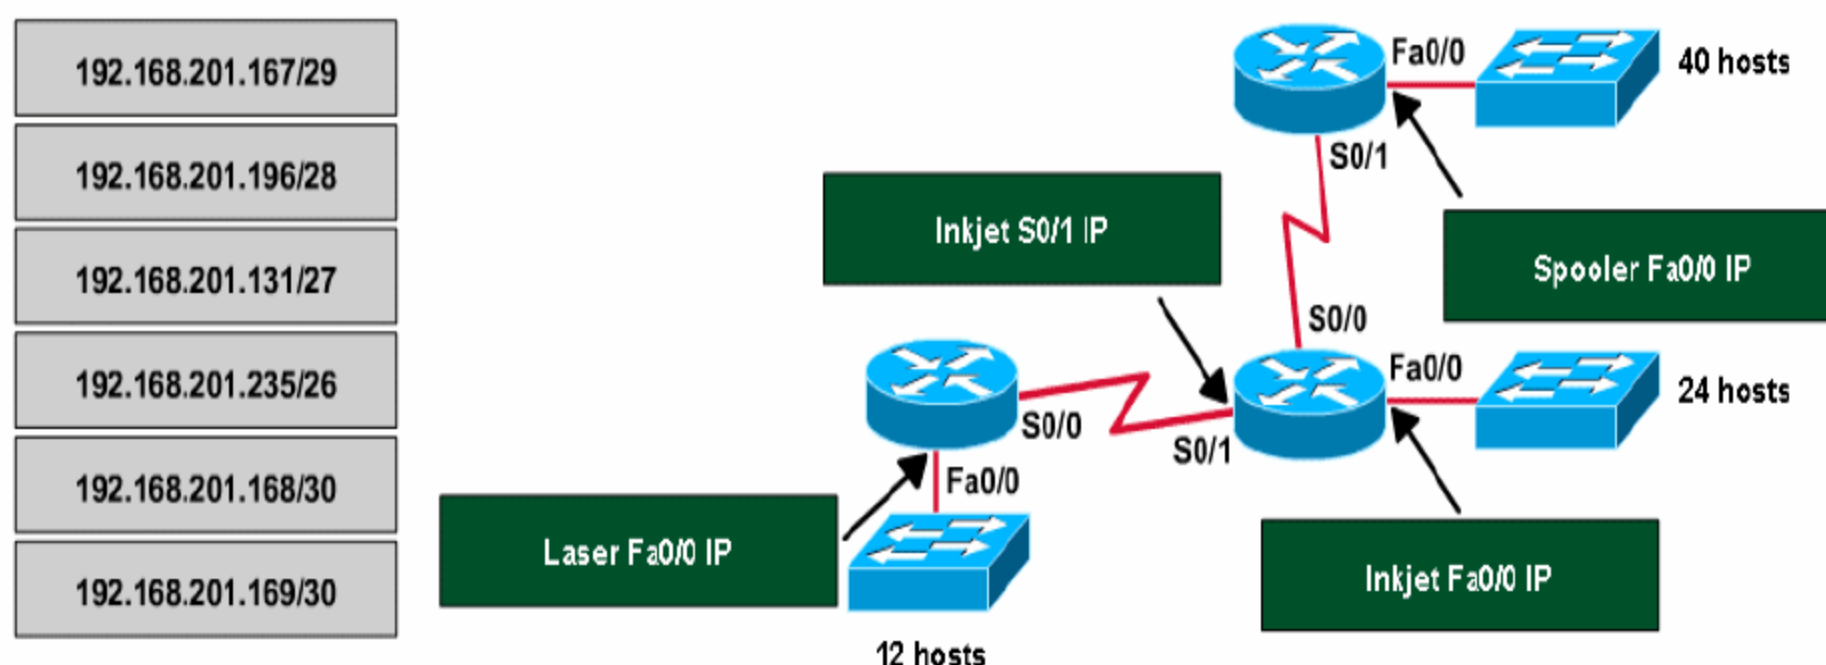 192.168.201.167/29
192.168.201.196/28
192.168.201.131/27
192.168.201.235/26
192.168.201.168/30
192.168.201.169/30
Fa0/0
40 hosts
S0/1
Inkjet S0/1 IP
Spooler Fa0/0 IP
S0/0
Fa0/0
24 hosts
S0/0
S0/1
Fa0/0
Laser Fa0/0 IP
Inkjet Fa0/0 IP
12 hosts